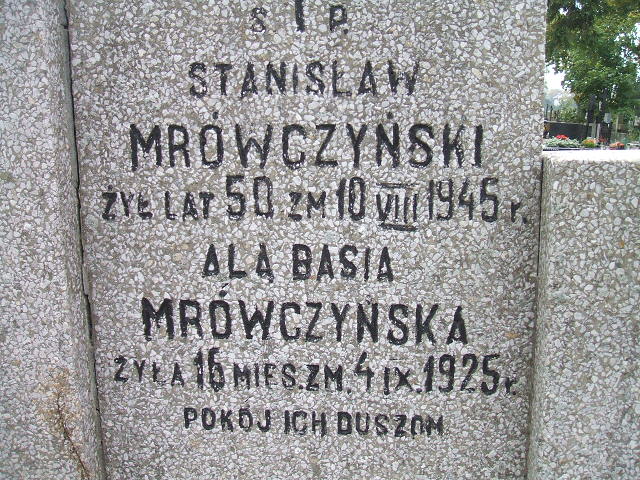 Ś † P.
STANISŁAW
MRÓWCZYŃSKI
ŻYŁ LAT 50. ZM 10 VIII 1945 r.
ALA BASIA
MRÓWCZYŃSKA
ŻYŁA 16 MIES. ZM. 4 IX. 1925 r.
POKÓJ ICH DUSZOM